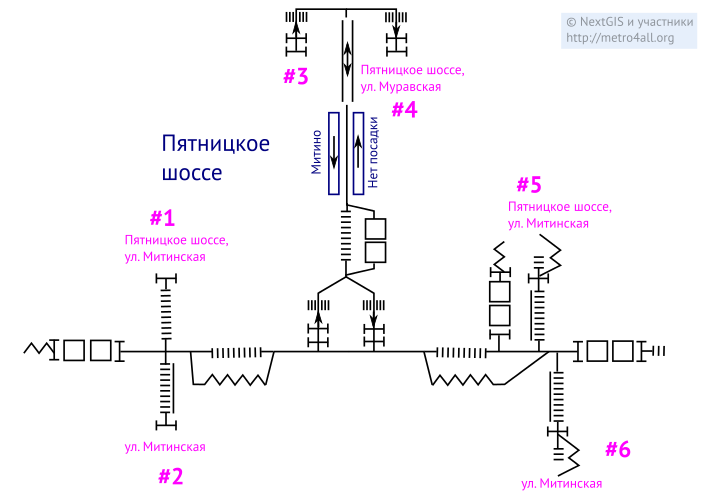 © NextGIS и участники
http://metro4all.org
#3
Пятницкое шоссе,
ул. Муравская
#4
Пятницкое
шоссе
Митино
Нет посадки
#5
Пятницкое шоссе,
ул. Митинская
#1
Пятницкое шоссе,
ул. Митинская
ул. Митинская
#2
#6
ул. Митинская